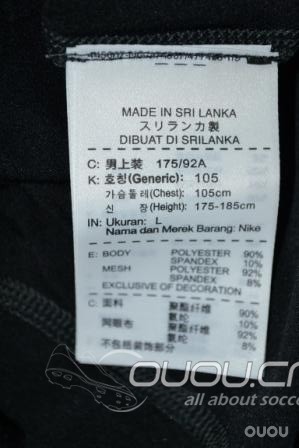 MADE IN SRI LANKA
スリランカ製
DIBUAT DI SRILANKA
C: 男上装 175/92A
K: 호칭(Generic): 105
가슴둘레(Chest): 105cm
신 장(Height): 175-185cm
IN: Ukuran: L
Nama dan Merek Barang: Nike
E: BODY POLYESTER 90%
SPANDEX 10%
MESH POLYESTER 92%
SPANDEX 8%
EXCLUSIVE OF DECORATION
C: 面料 聚酯纤维 90%
氨纶 10%
网眼布 聚酯纤维 92%
氨纶 8%
不包括装饰部分
OUOU.cn
all about soccer
OUOU.cn